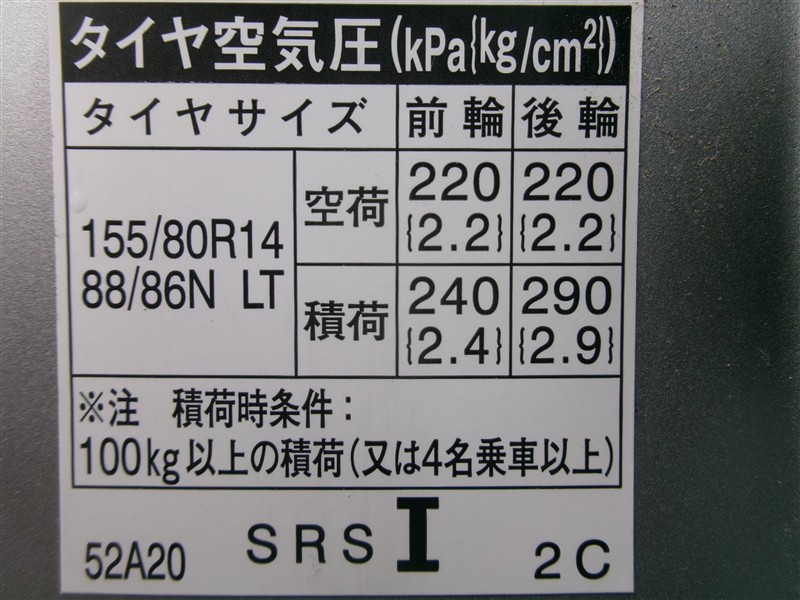 タイヤ空気圧(kPa{kg/cm²})
タイヤサイズ 前輪 後輪
155/80R14
88/86N LT
空荷 220 220
{2.2} {2.2}
積荷 240 290
{2.4} {2.9}
※注 積荷時条件:
100kg以上の積荷(又は4名乗車以上)
52A20 SRS I 2C